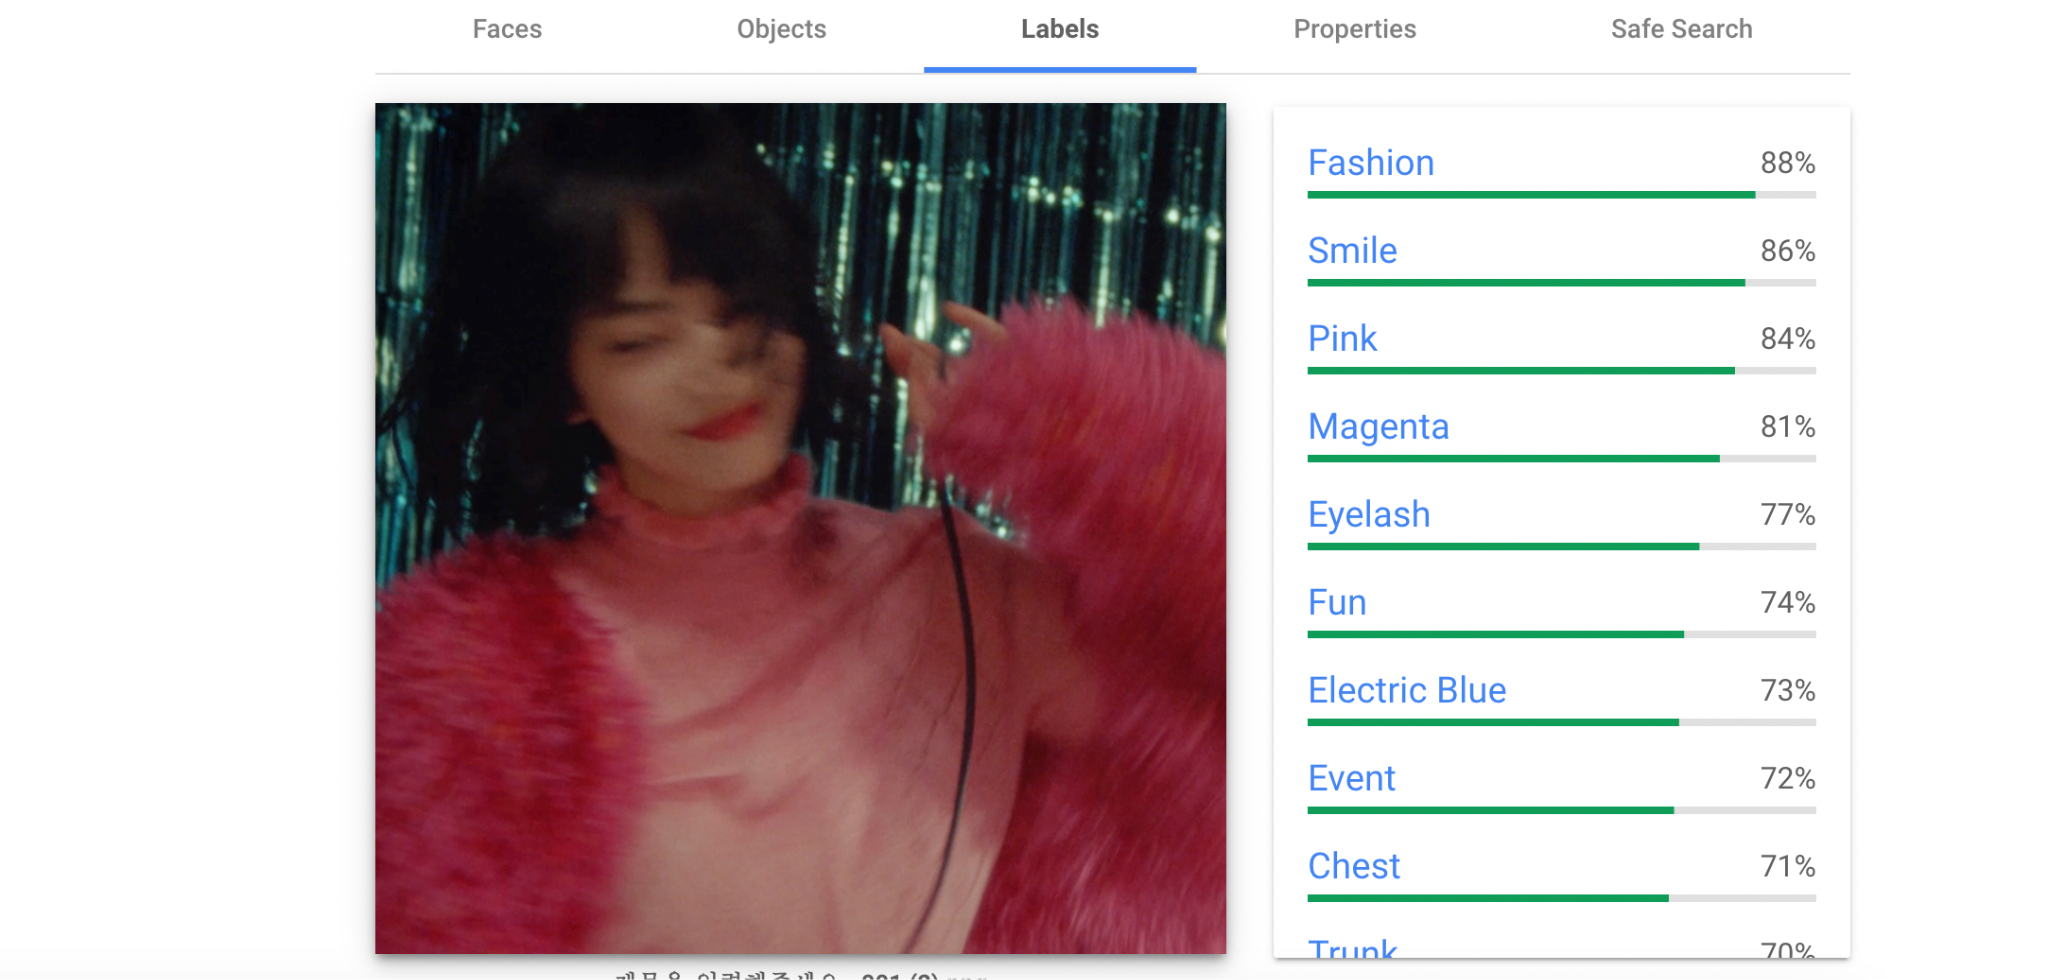 Faces
Objects
Labels
Properties
Safe Search
Fashion 88%
Smile 86%
Pink 84%
Magenta 81%
Eyelash 77%
Fun 74%
Electric Blue 73%
Event 72%
Chest 71%
Trunk 70%